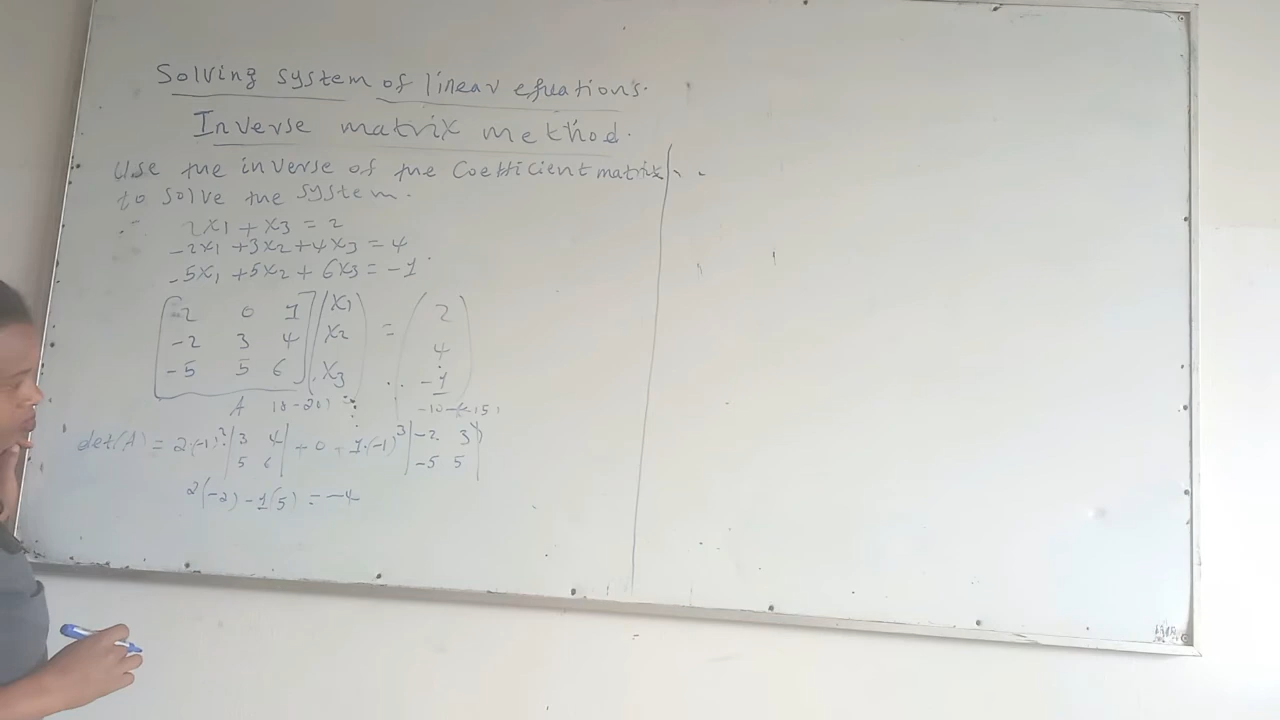 Solving system of linear equations.
Inverse matrix method.
Use the inverse of the coefficient matrix
to solve the system.
2x1 + x3 = 2
-2x1 + 3x2 + 4x3 = 4
-5x1 + 5x2 + 6x3 = -1
[2 0 1] (x1) = (2)
[-2 3 4] (x2) (4)
[-5 5 6] (x3) (-1)
A 18-20 -10-(-15)
det(A) = 2·(-1)² |3 4| + 0 + 1·(-1)³ |-2 3|
|5 6| |-5 5|
2(-2) - 1(5) = -4